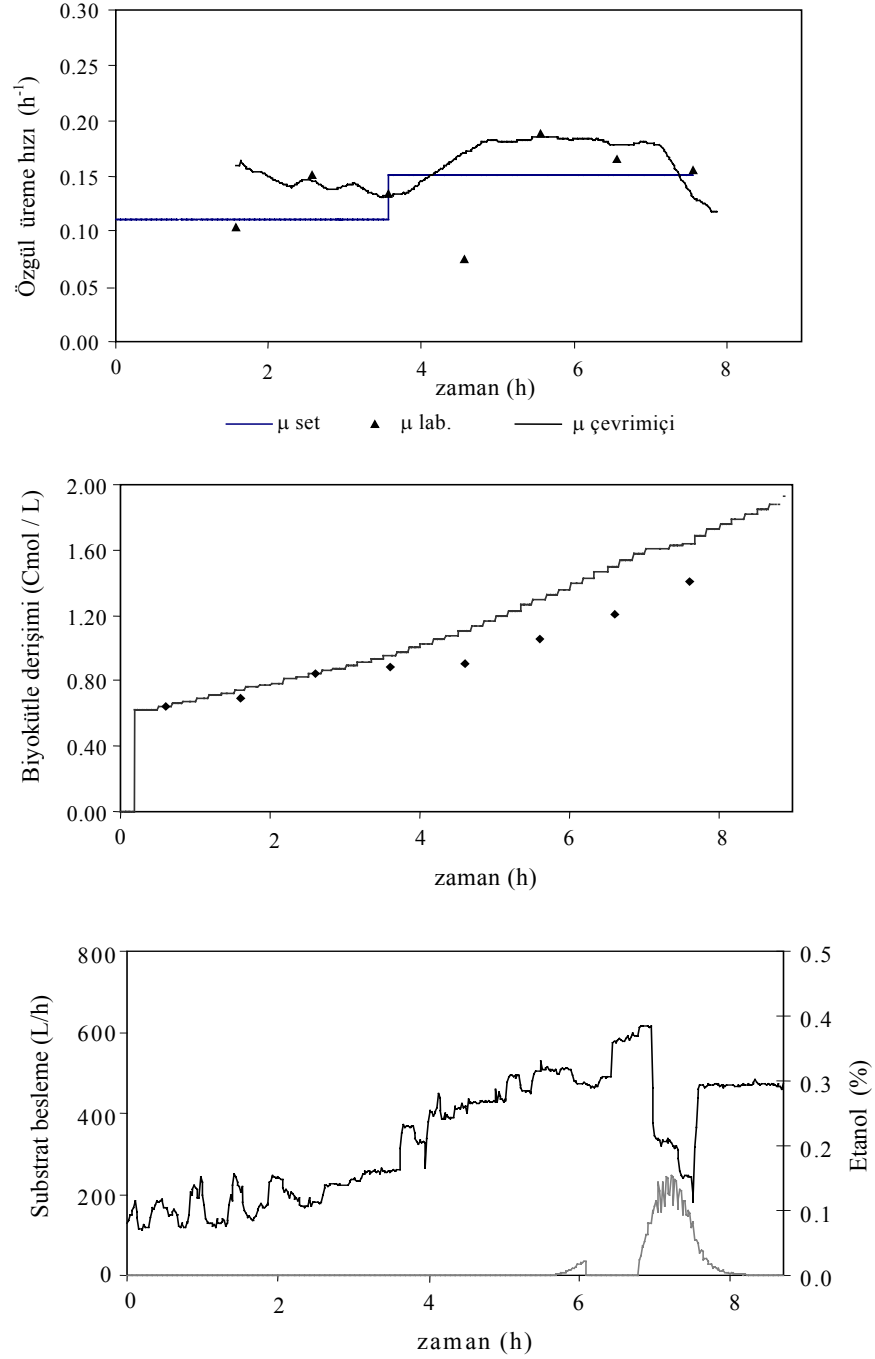 0.30
0.25
0.20
0.15
0.10
0.05
0.00
Özgül üreme hızı (h-1)
0 2 4 6 8
zaman (h)
μ set μ lab. μ çevrimiçi
2.00
1.60
1.20
0.80
0.40
0.00
Biyokütle derişimi (Cmol / L)
0 2 4 6 8
zaman (h)
800
600
400
200
0
Substrat besleme (L/h)
0.5
0.4
0.3
0.2
0.1
0.0
Etanol (%)
0 2 4 6 8
zaman (h)